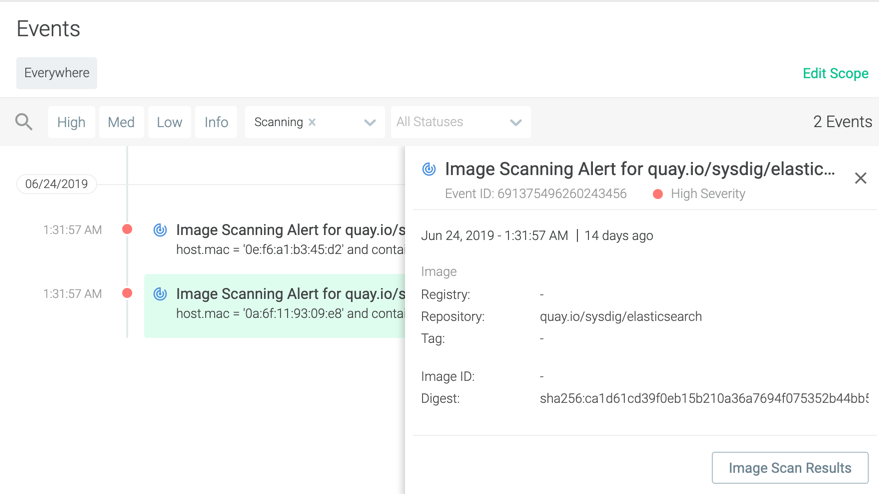 Events
Everywhere
Edit Scope
High Med Low Info Scanning × All Statuses 2 Events
06/24/2019
1:31:57 AM Image Scanning Alert for quay.io/s
host.mac = '0e:f6:a1:b3:45:d2' and contai
1:31:57 AM Image Scanning Alert for quay.io/s
host.mac = '0a:6f:11:93:09:e8' and contai
Image Scanning Alert for quay.io/sysdig/elastic...
Event ID: 691375496260243456 High Severity
Jun 24, 2019 - 1:31:57 AM | 14 days ago
Image
Registry: -
Repository: quay.io/sysdig/elasticsearch
Tag: -
Image ID: -
Digest: sha256:ca1d61cd39f0eb15b210a36a7694f075352b44bb5
Image Scan Results